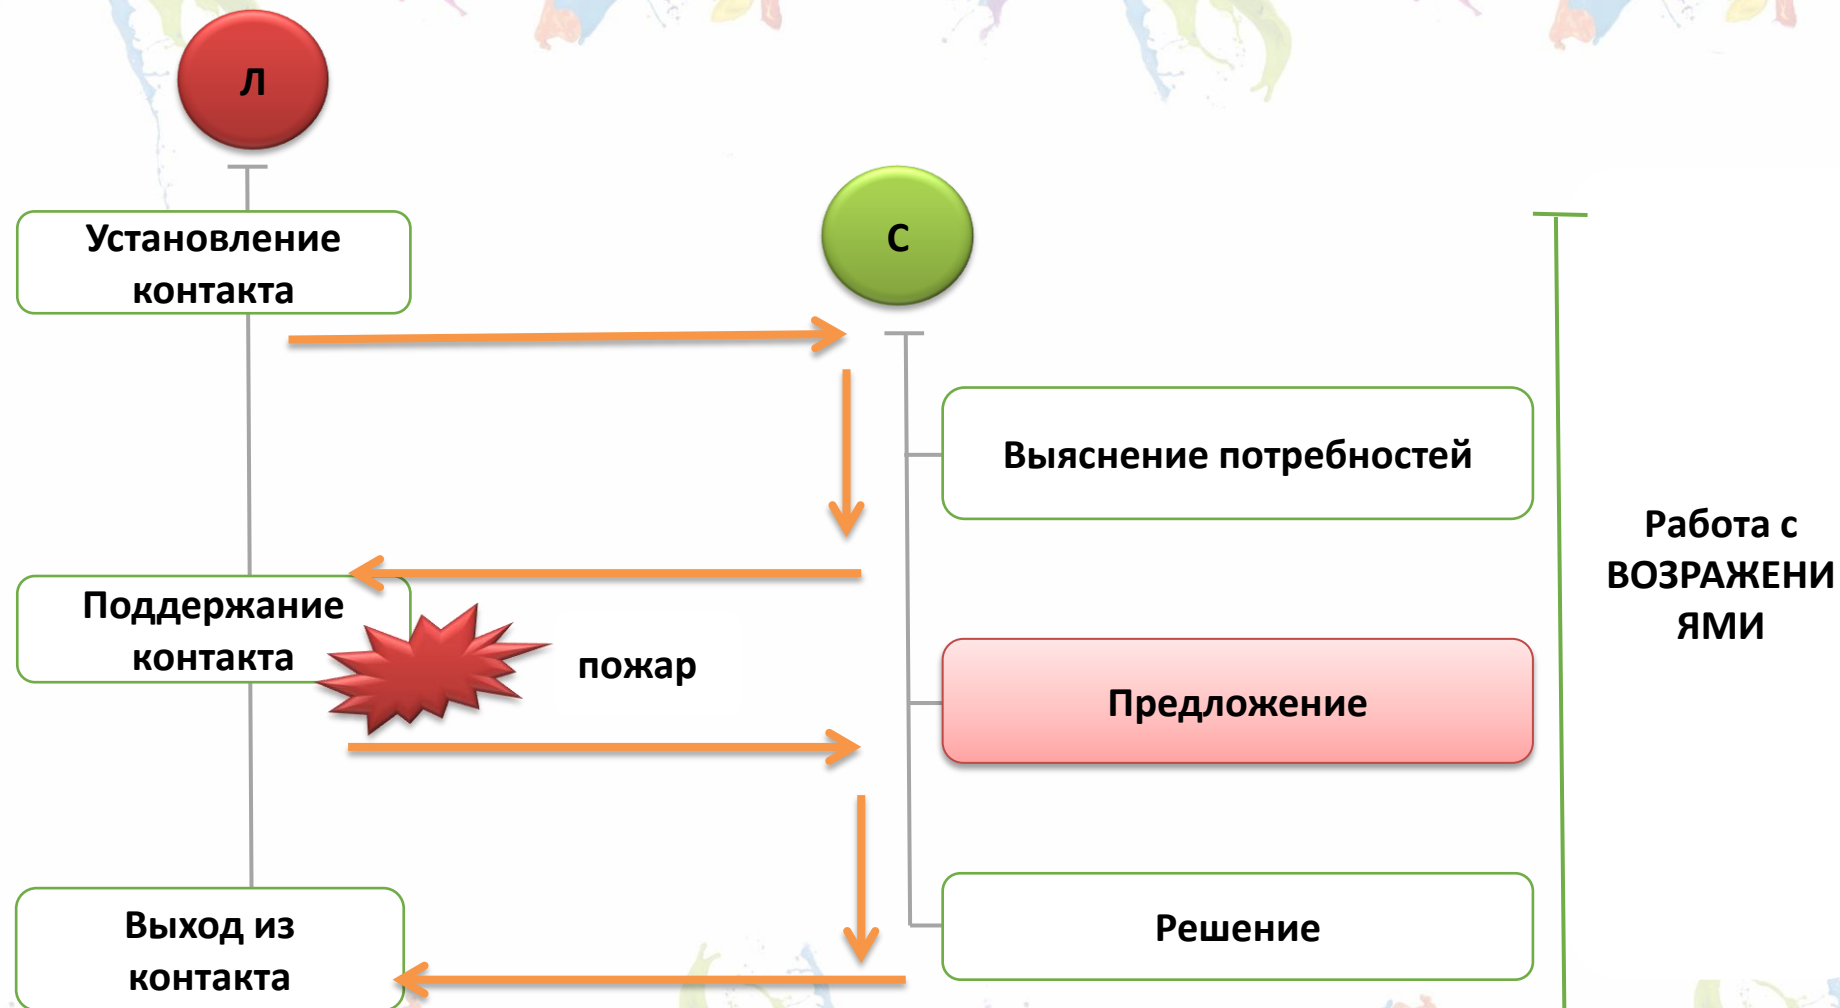 Л
Установление
контакта
С
Выяснение потребностей
Работа с
ВОЗРАЖЕНИ
ЯМИ
Поддержание
контакта
пожар
Предложение
Выход из
контакта
Решение